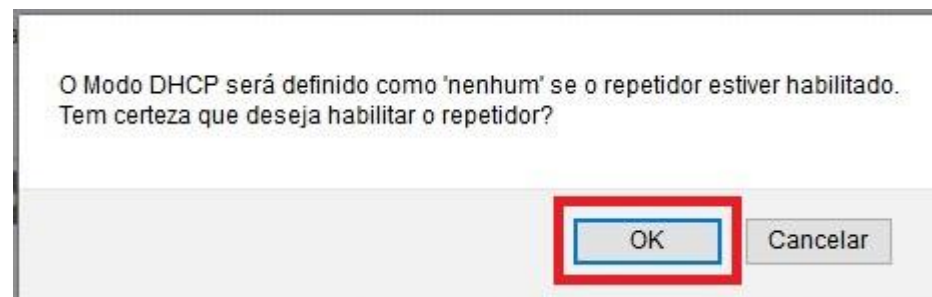 O Modo DHCP será definido como 'nenhum' se o repetidor estiver habilitado.
Tem certeza que deseja habilitar o repetidor?
OK Cancelar